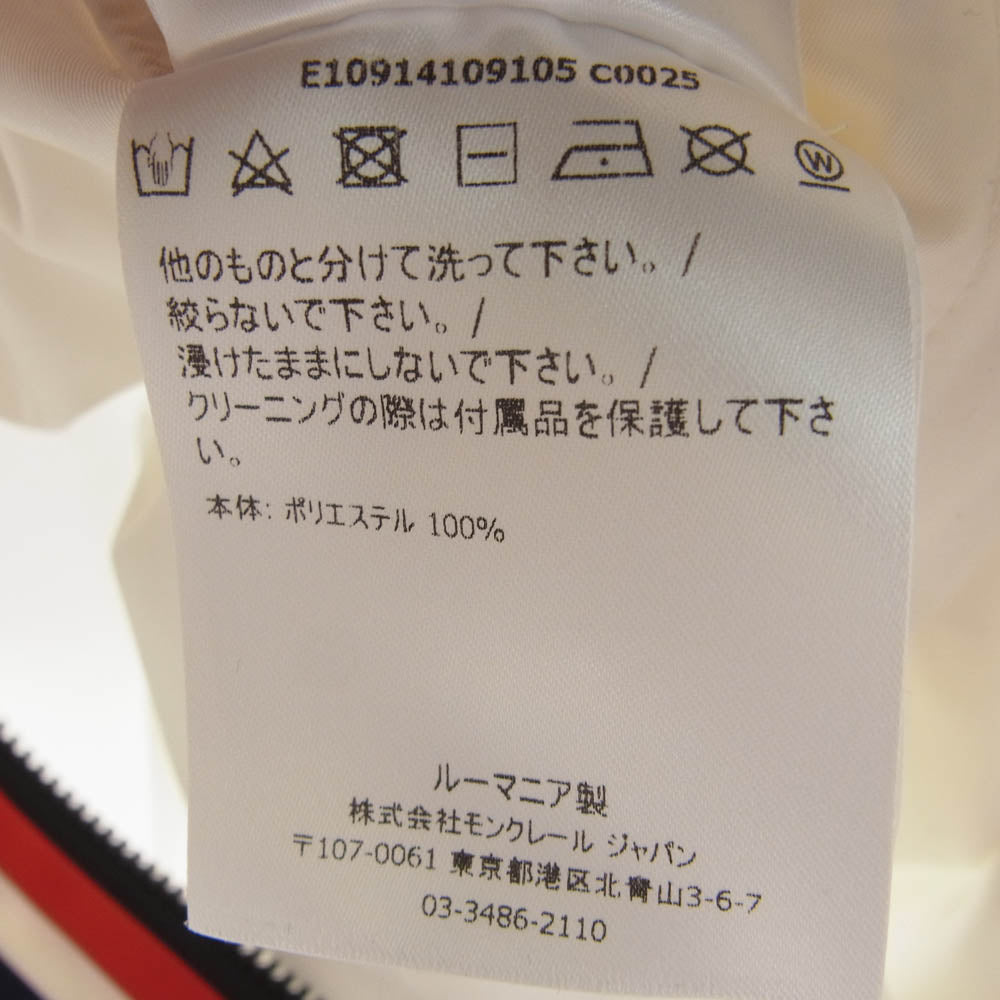 E10914109105 C0025
W
他のものと分けて洗って下さい。/
絞らないで下さい。/
浸けたままにしないで下さい。/
クリーニングの際は付属品を保護して下さ
い。
本体: ポリエステル 100%
ルーマニア製
株式会社モンクレール ジャパン
〒107-0061 東京都港区北青山3-6-7
03-3486-2110